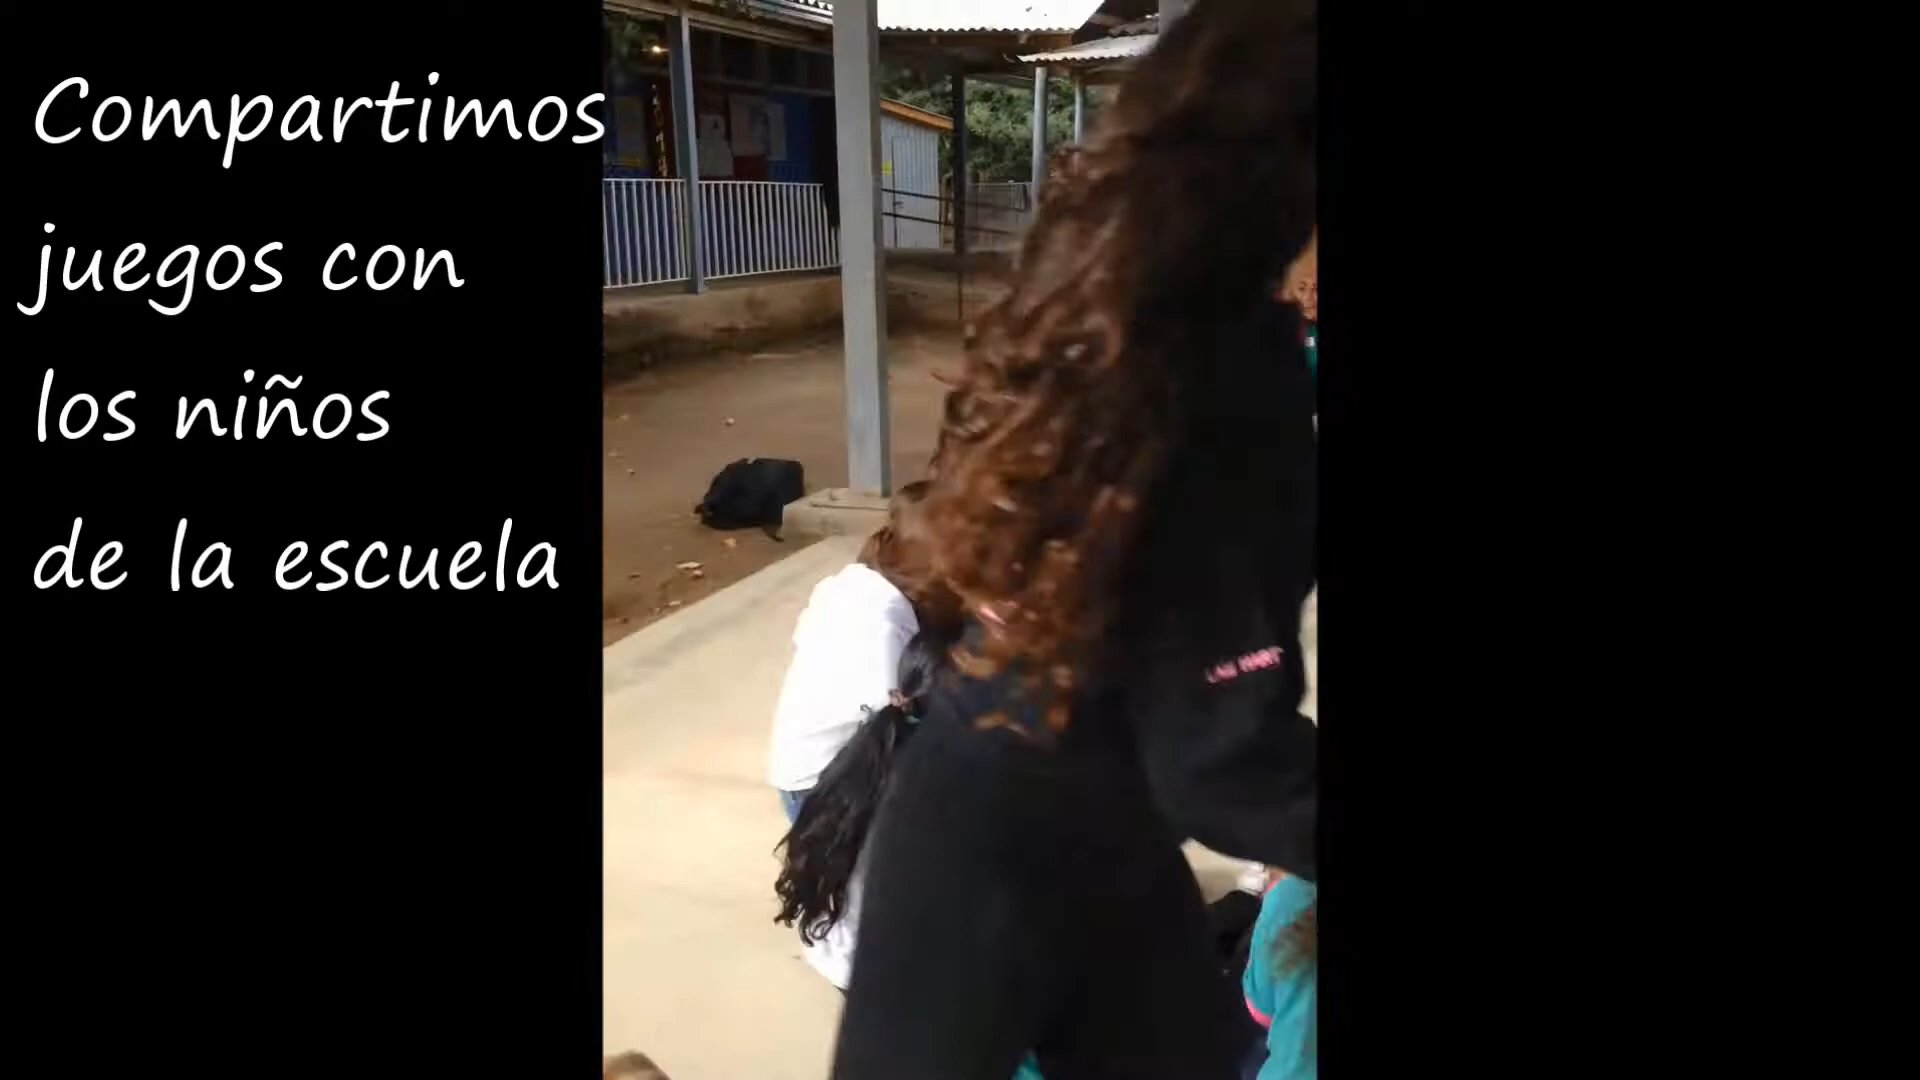 Compartimos
juegos con
los niños
de la escuela